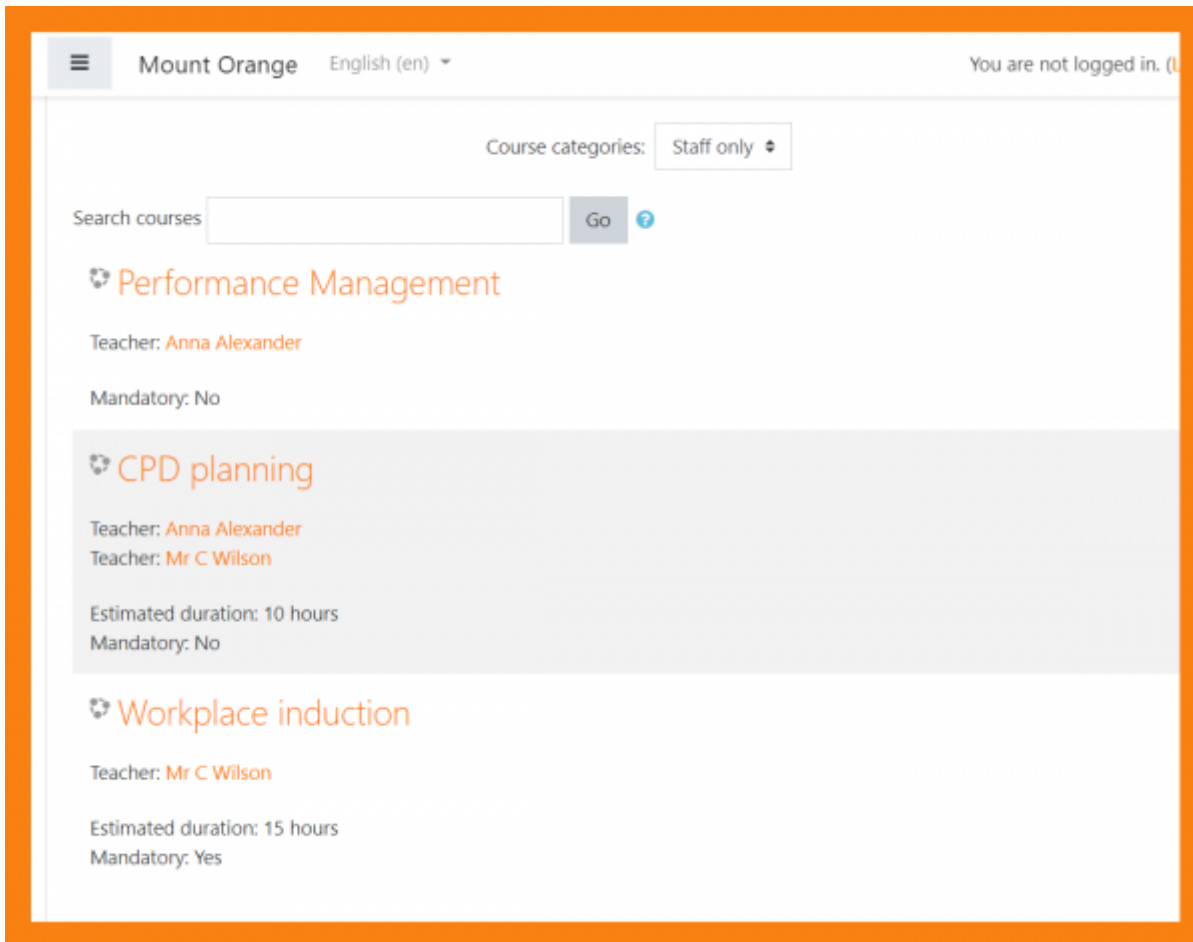 Mount Orange English (en) You are not logged in. (
Course categories: Staff only
Search courses Go ?
Performance Management
Teacher: Anna Alexander
Mandatory: No
CPD planning
Teacher: Anna Alexander
Teacher: Mr C Wilson
Estimated duration: 10 hours
Mandatory: No
Workplace induction
Teacher: Mr C Wilson
Estimated duration: 15 hours
Mandatory: Yes